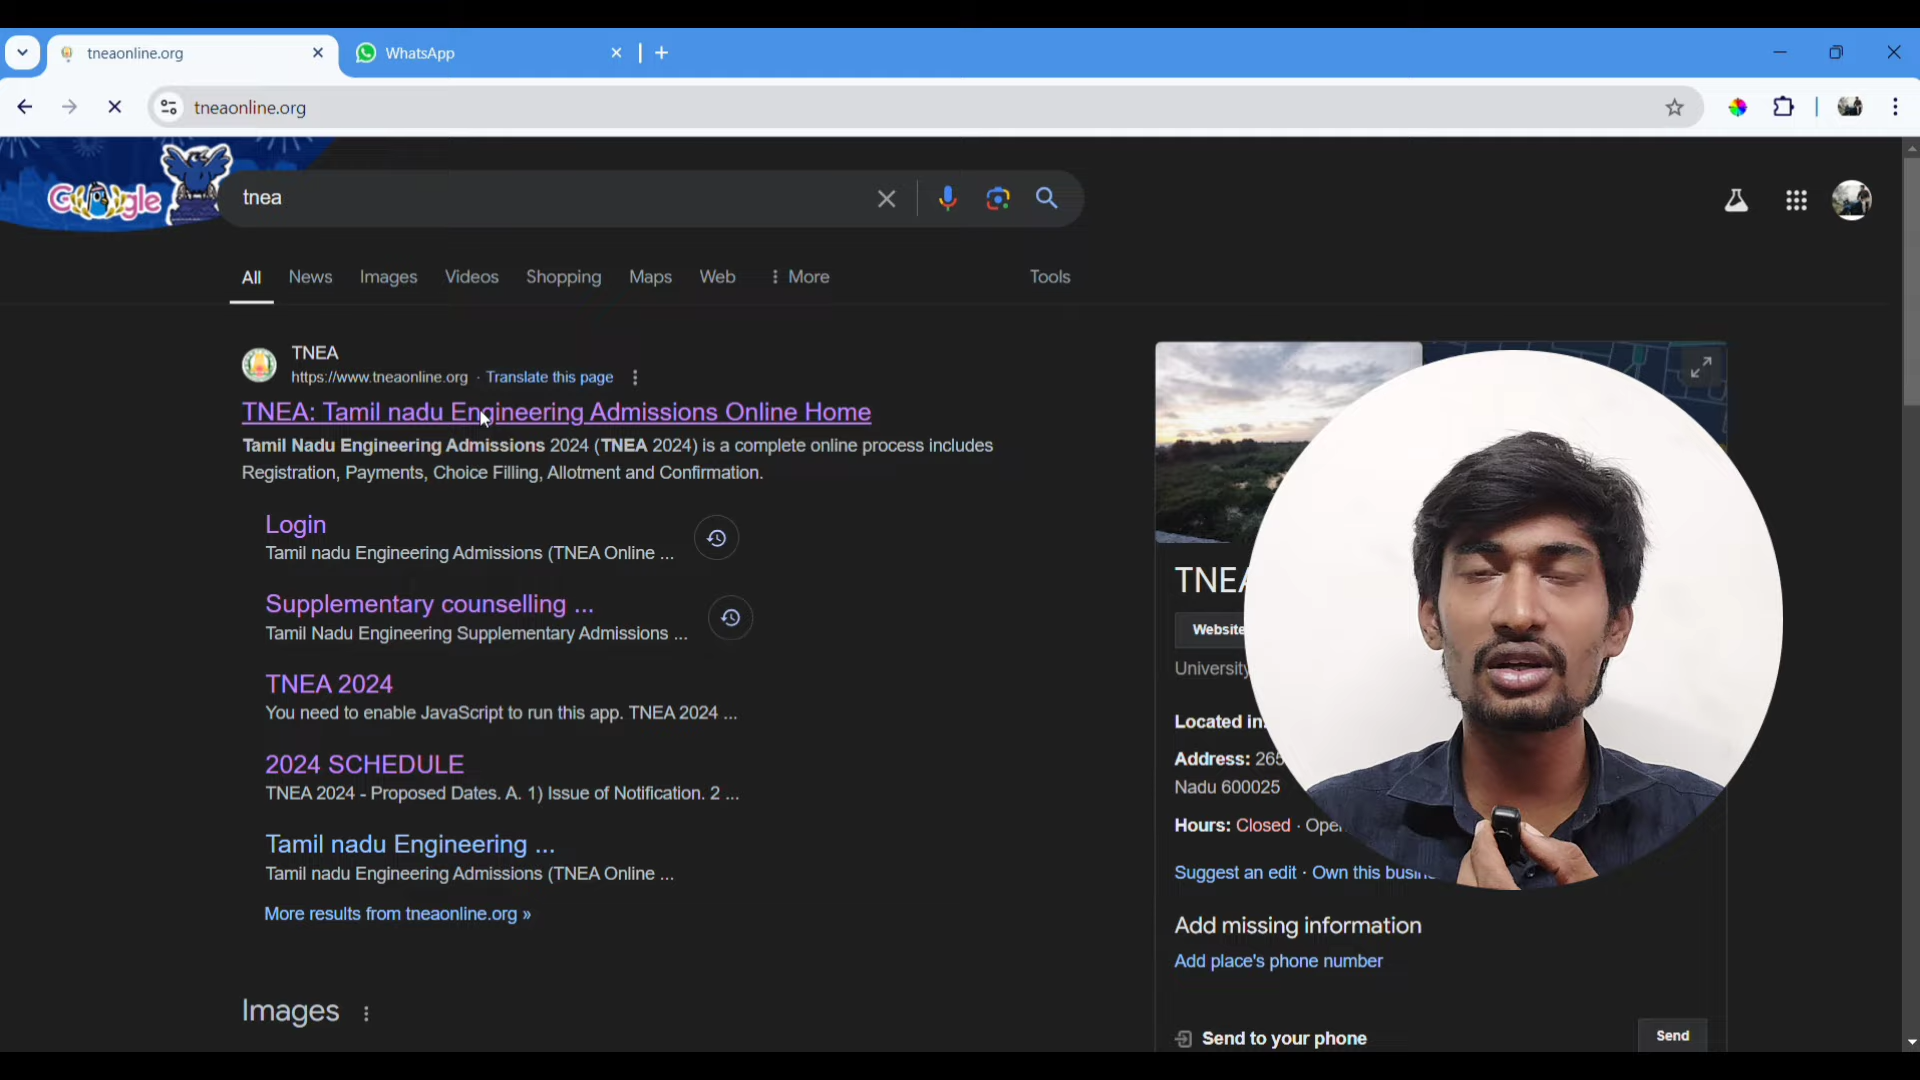 tneaonline.org
WhatsApp
tneaonline.org
Google
tnea
All News Images Videos Shopping Maps Web More Tools
TNEA
https://www.tneaonline.org · Translate this page
TNEA: Tamil nadu Engineering Admissions Online Home
Tamil Nadu Engineering Admissions 2024 (TNEA 2024) is a complete online process includes
Registration, Payments, Choice Filling, Allotment and Confirmation.
Login
Tamil nadu Engineering Admissions (TNEA Online ...
Supplementary counselling ...
Tamil Nadu Engineering Supplementary Admissions ...
TNEA 2024
You need to enable JavaScript to run this app. TNEA 2024 ...
2024 SCHEDULE
TNEA 2024 - Proposed Dates. A. 1) Issue of Notification. 2 ...
Tamil nadu Engineering ...
Tamil nadu Engineering Admissions (TNEA Online ...
More results from tneaonline.org »
Images
TNEA
Website
University
Located in:
Address: 265
Nadu 600025
Hours: Closed ·
Suggest an edit · Own this
Add missing information
Add place's phone number
Send to your phone
Send